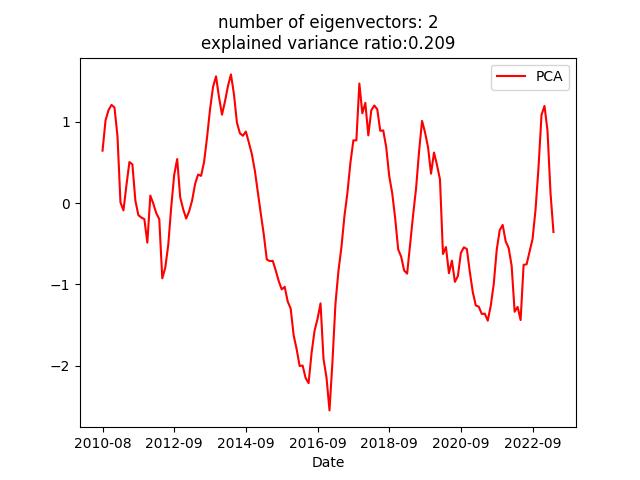 number of eigenvectors: 2
explained variance ratio:0.209
PCA
1
0
−1
−2
2010-08 2012-09 2014-09 2016-09 2018-09 2020-09 2022-09
Date